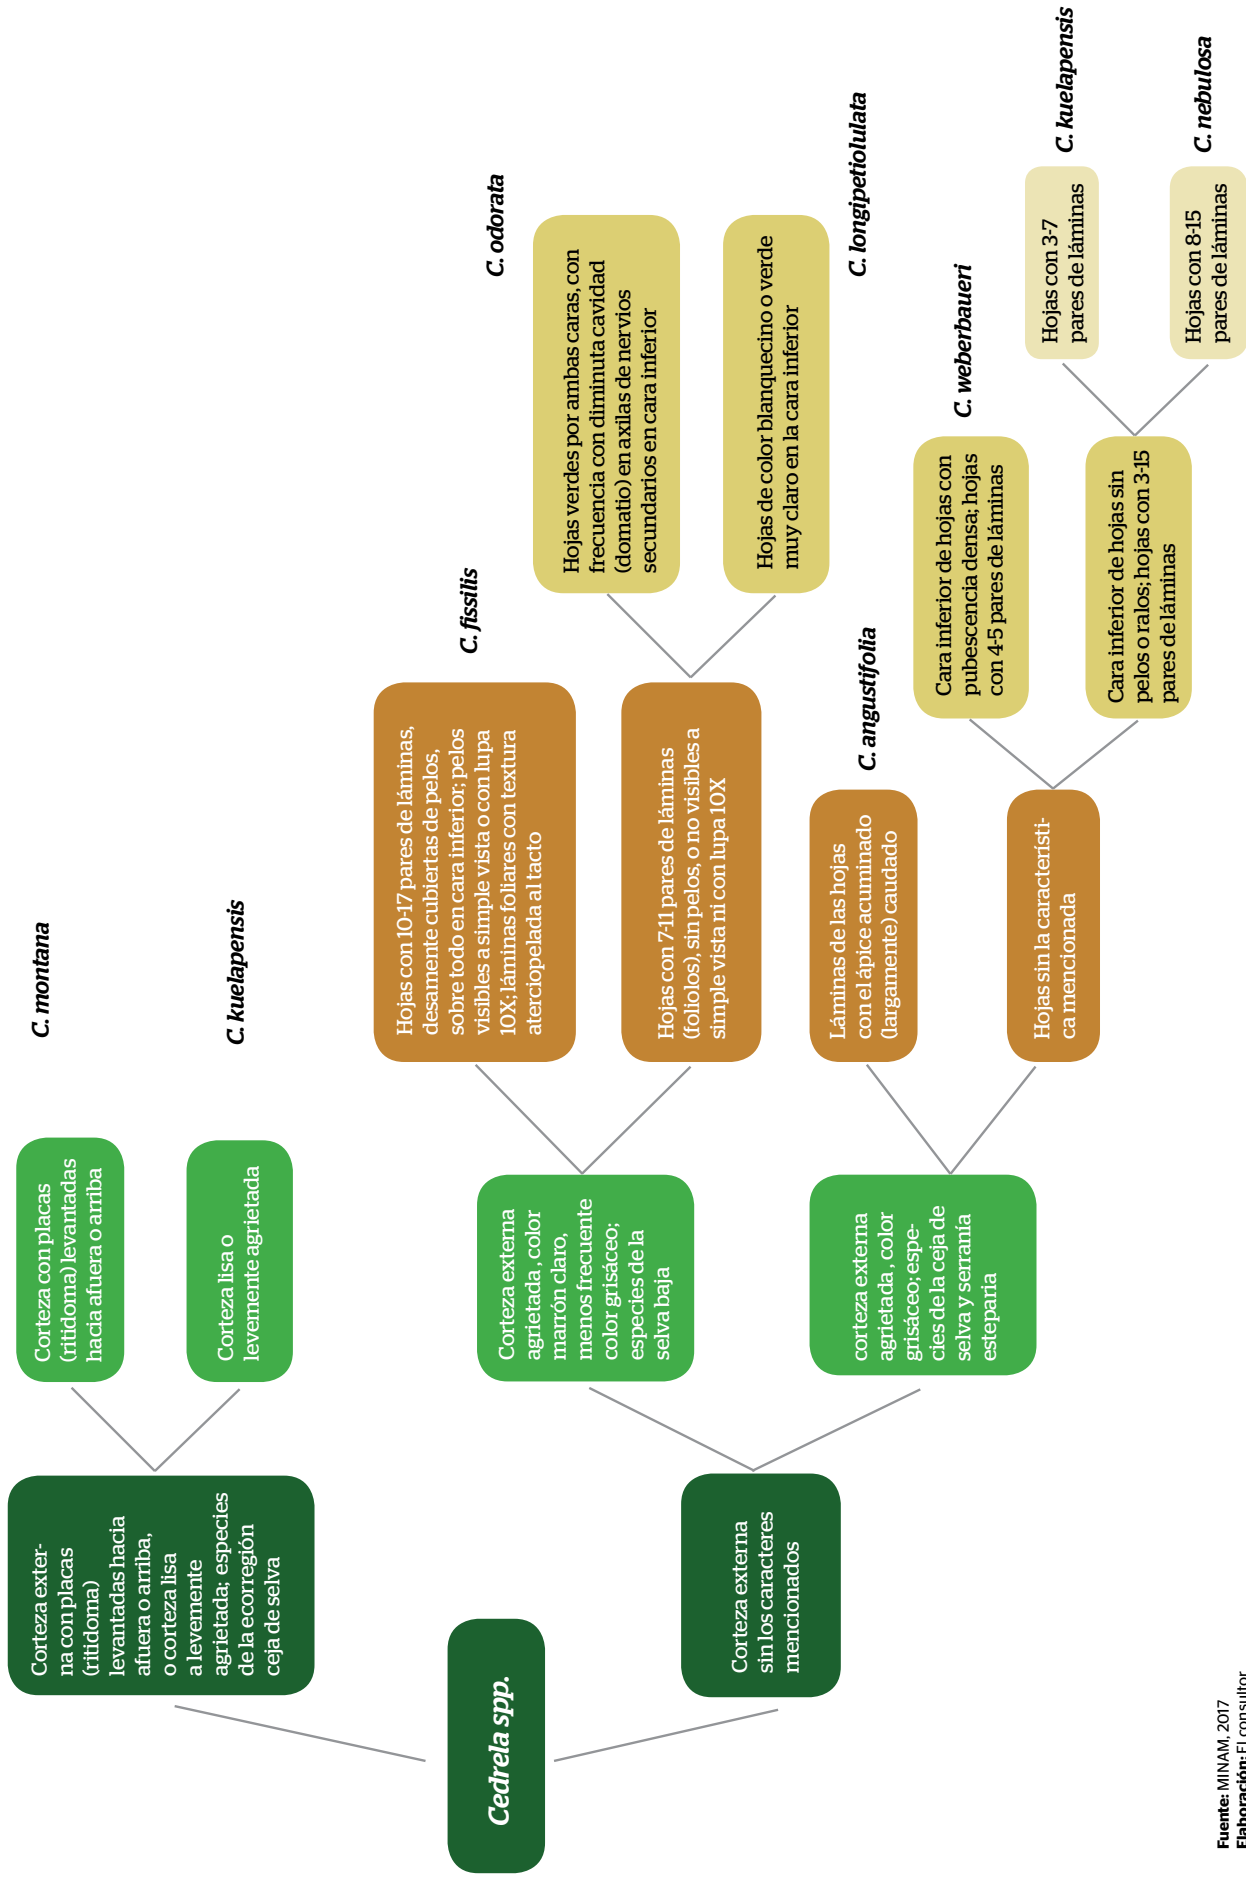 Cedrela spp.
Corteza exter-
na con placas
(ritidoma)
levantadas hacia
afuera o arriba,
o corteza lisa
a levemente
agrietada; especies
de la ecorregión
ceja de selva
Corteza con placas
(ritidoma) levantadas
hacia afuera o arriba
C. montana
Corteza lisa o
levemente agrietada
C. kuelapensis
Corteza externa
sin los caracteres
mencionados
Corteza externa
agrietada , color
marrón claro,
menos frecuente
color grisáceo;
especies de la
selva baja
Hojas con 10-17 pares de láminas,
desamente cubiertas de pelos,
sobre todo en cara inferior; pelos
visibles a simple vista o con lupa
10X; láminas foliares con textura
aterciopelada al tacto
C. fissilis
Hojas con 7-11 pares de láminas
(foliolos), sin pelos, o no visibles a
simple vista ni con lupa 10X
Hojas verdes por ambas caras, con
frecuencia con diminuta cavidad
(domatio) en axilas de nervios
secundarios en cara inferior
C. odorata
Hojas de color blanquecino o verde
muy claro en la cara inferior
C. longipetiolulata
corteza externa
agrietada , color
grisáceo; espe-
cies de la ceja de
selva y serranía
esteparia
Láminas de las hojas
con el ápice acuminado
(largamente) caudado
C. angustifolia
Hojas sin la característi-
ca mencionada
Cara inferior de hojas con
pubescencia densa; hojas
con 4-5 pares de láminas
C. weberbaueri
Cara inferior de hojas sin
pelos o ralos; hojas con 3-15
pares de láminas
Hojas con 3-7
pares de láminas
C. kuelapensis
Hojas con 8-15
pares de láminas
C. nebulosa
Fuente: MINAM, 2017
Elaboración: El consultor